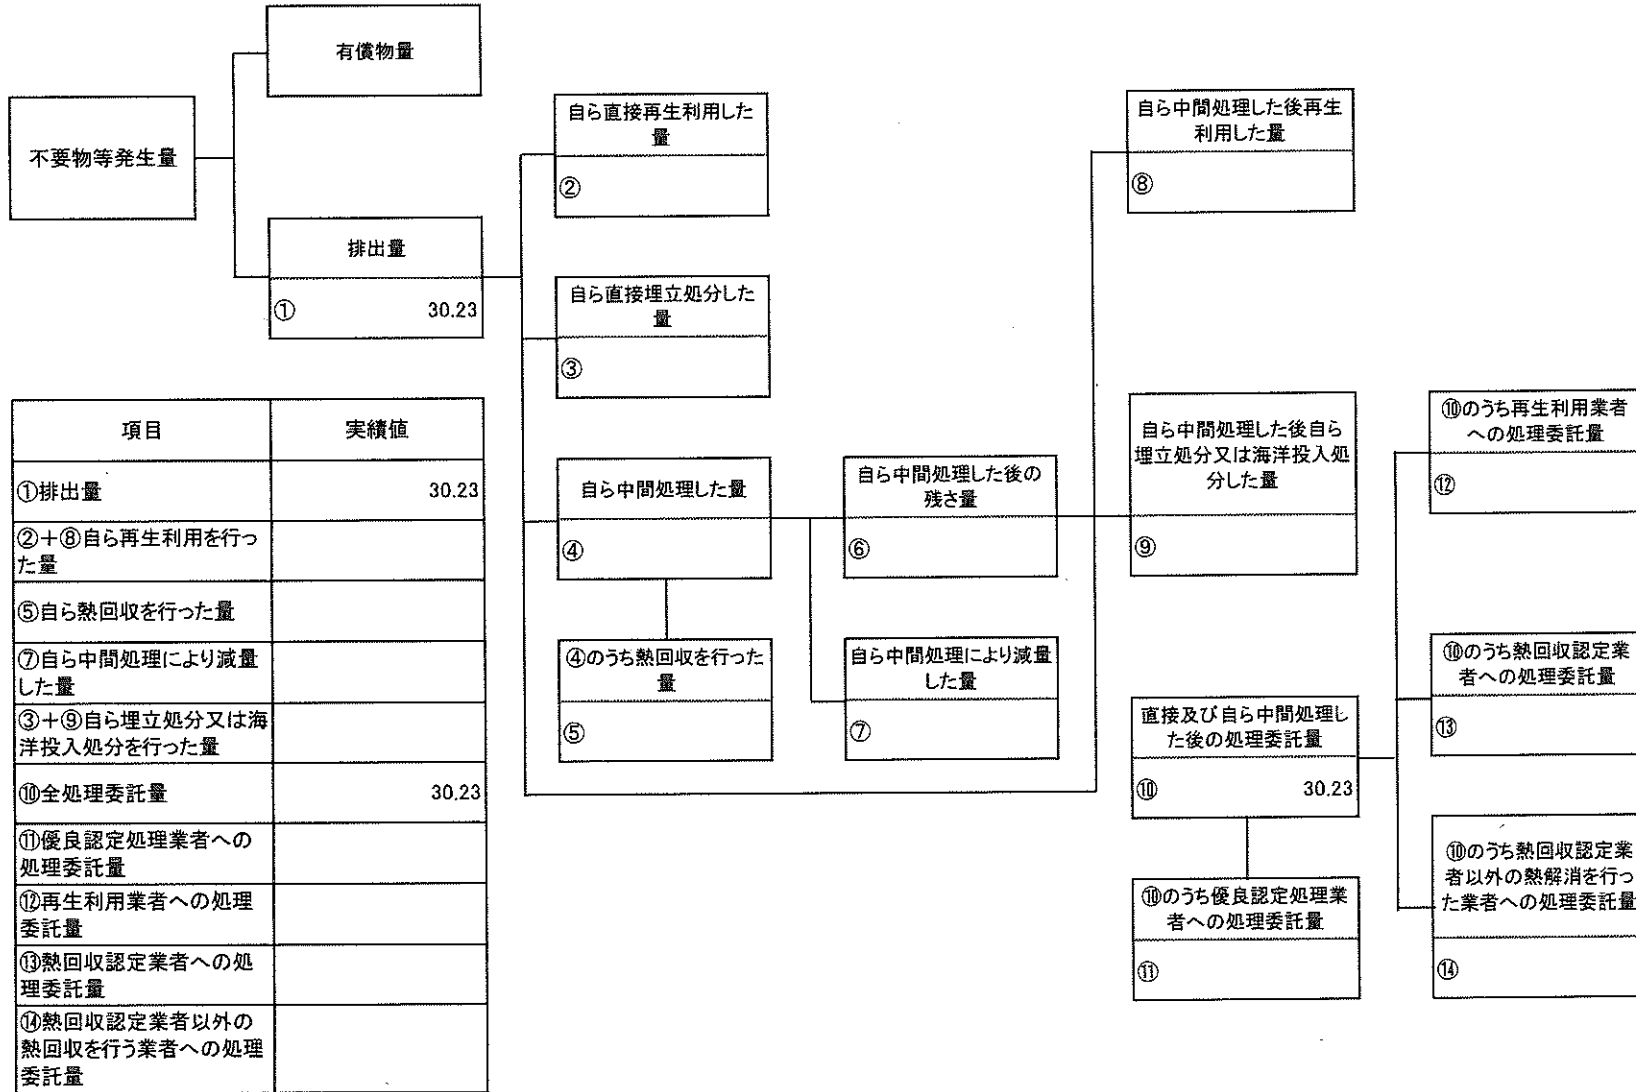 有償物量
不要物等発生量
排出量
① 30.23
自ら直接再生利用した
量
②
自ら直接埋立処分した
量
③
自ら中間処理した量
④
④のうち熱回収を行った
量
⑤
自ら中間処理した後の
残さ量
⑥
自ら中間処理により減量
した量
⑦
自ら中間処理した後再生
利用した量
⑧
自ら中間処理した後自ら
埋立処分又は海洋投入処
分した量
⑨
直接及び自ら中間処理し
た後の処理委託量
⑩ 30.23
⑩のうち優良認定処理業
者への処理委託量
⑪
⑩のうち再生利用業者
への処理委託量
⑫
⑩のうち熱回収認定業
者への処理委託量
⑬
⑩のうち熱回収認定業
者以外の熱解消を行っ
た業者への処理委託量
⑭
項目 実績値
①排出量 30.23
②+⑧自ら再生利用を行っ
た量
⑤自ら熱回収を行った量
⑦自ら中間処理により減量
した量
③+⑨自ら埋立処分又は海
洋投入処分を行った量
⑩全処理委託量 30.23
⑪優良認定処理業者への
処理委託量
⑫再生利用業者への処理
委託量
⑬熱回収認定業者への処
理委託量
⑭熱回収認定業者以外の
熱回収を行う業者への処理
委託量